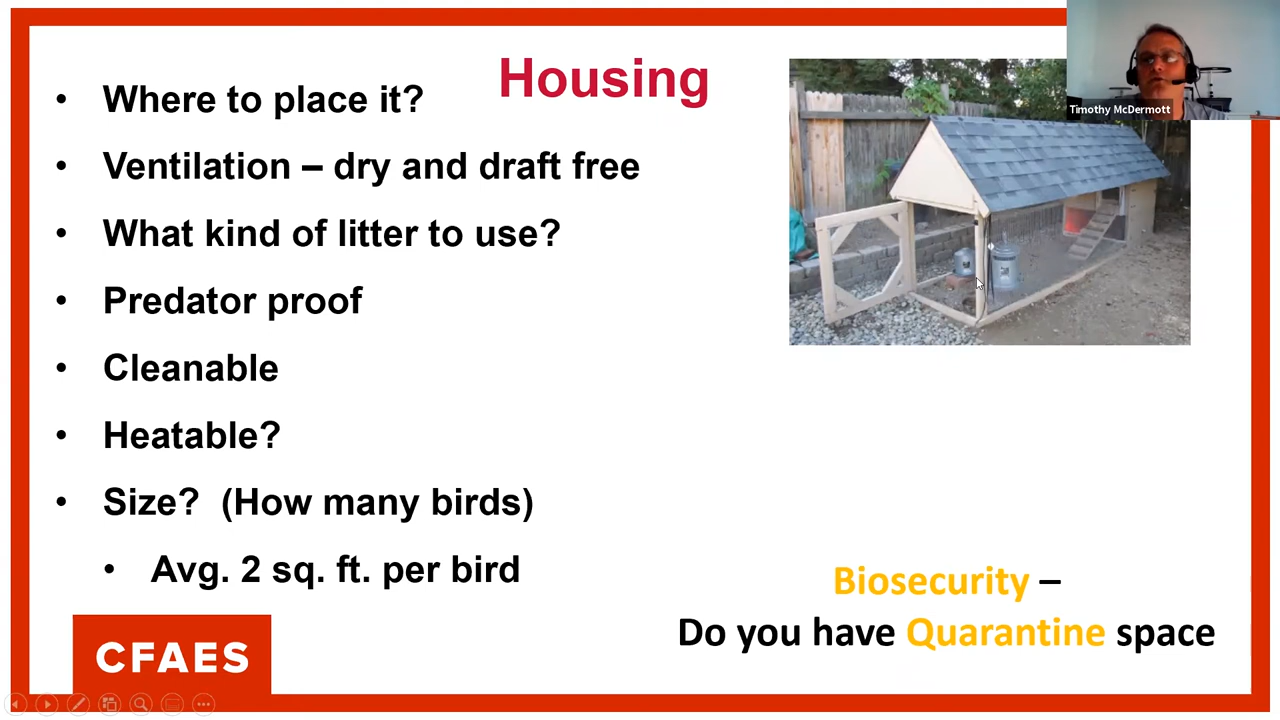 Housing
Timothy McDermott
• Where to place it?
• Ventilation – dry and draft free
• What kind of litter to use?
• Predator proof
• Cleanable
• Heatable?
• Size? (How many birds)
• Avg. 2 sq. ft. per bird
Biosecurity –
Do you have Quarantine space
CFAES